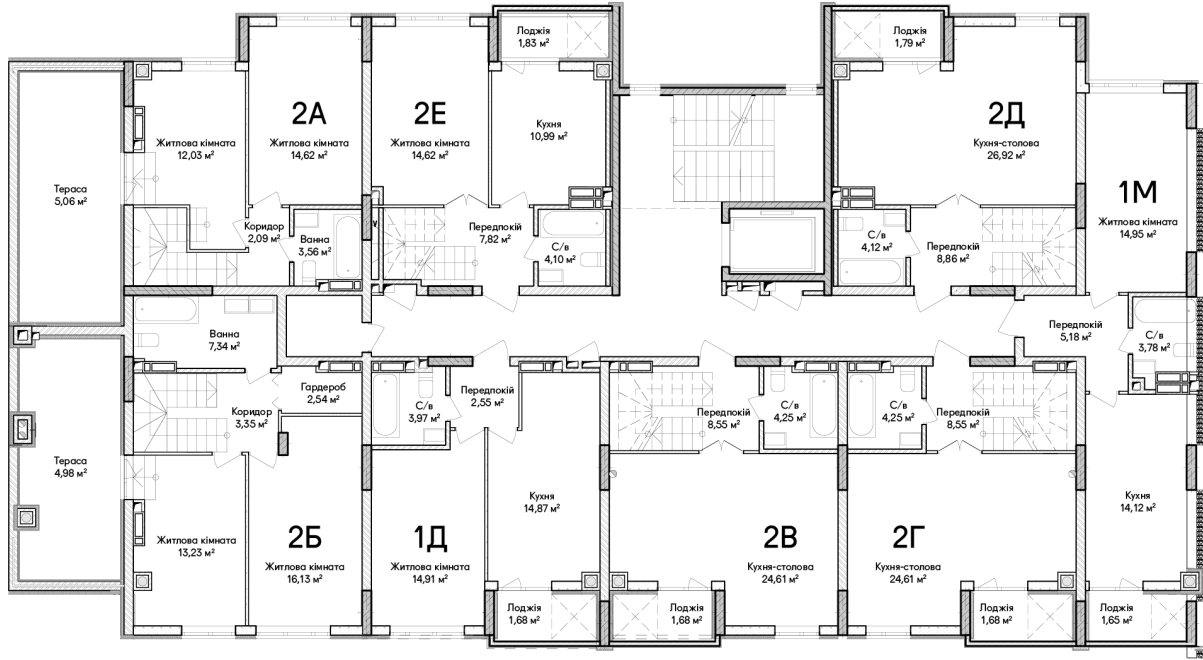 Лоджія
1,83 м²
Лоджія
1,79 м²
2А
Житлова кімната
12,03 м²
Житлова кімната
14,62 м²
2Е
Житлова кімната
14,62 м²
Кухня
10,99 м²
2Д
Кухня-столова
26,92 м²
Тераса
5,06 м²
1М
Житлова кімната
14,95 м²
Коридор
2,09 м²
Ванна
3,56 м²
Передпокій
7,82 м²
С/в
4,10 м²
С/в
4,12 м²
Передпокій
8,86 м²
Ванна
7,34 м²
Передпокій
5,18 м²
С/в
3,78 м²
Гардероб
2,54 м²
Коридор
3,35 м²
С/в
3,97 м²
Передпокій
2,55 м²
Передпокій
8,55 м²
С/в
4,25 м²
С/в
4,25 м²
Передпокій
8,55 м²
Тераса
4,98 м²
Житлова кімната
13,23 м²
2Б
Житлова кімната
16,13 м²
1Д
Житлова кімната
14,91 м²
Кухня
14,87 м²
2В
Кухня-столова
24,61 м²
2Г
Кухня-столова
24,61 м²
Кухня
14,12 м²
Лоджія
1,68 м²
Лоджія
1,68 м²
Лоджія
1,68 м²
Лоджія
1,65 м²